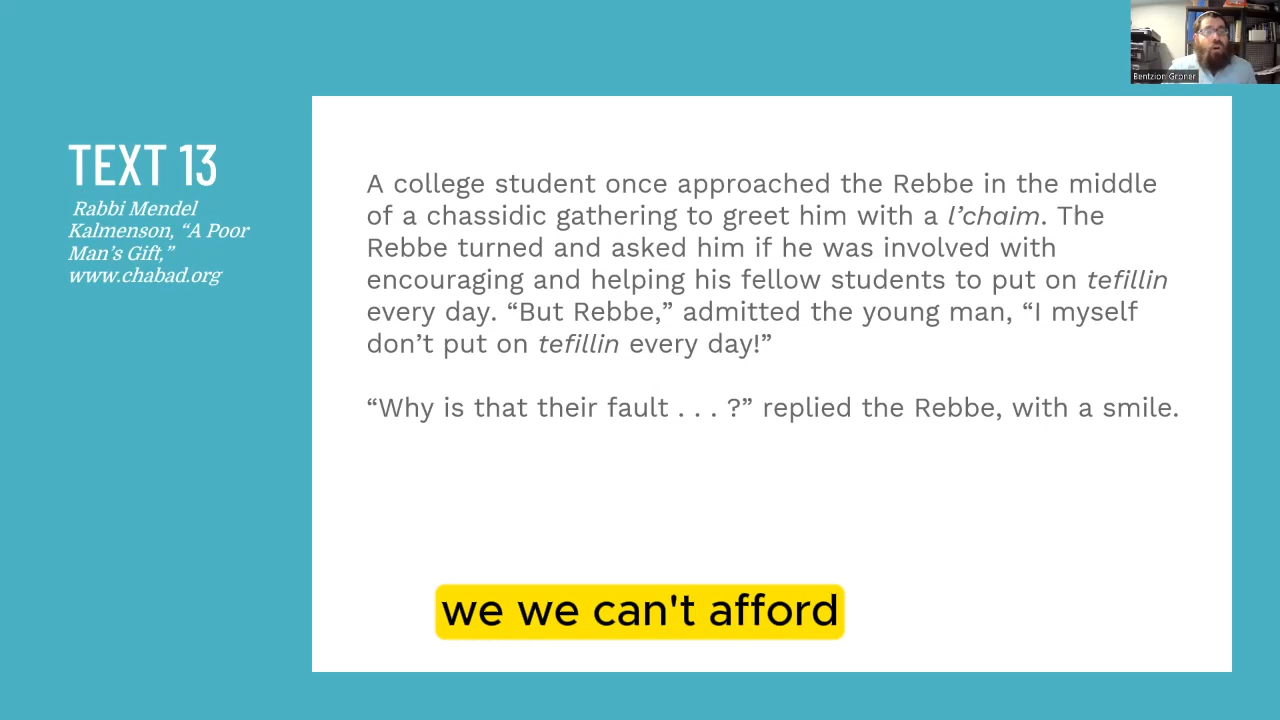 TEXT 13
Rabbi Mendel
Kalmenson, “A Poor
Man’s Gift,”
www.chabad.org
A college student once approached the Rebbe in the middle
of a chassidic gathering to greet him with a l’chaim. The
Rebbe turned and asked him if he was involved with
encouraging and helping his fellow students to put on tefillin
every day. “But Rebbe,” admitted the young man, “I myself
don’t put on tefillin every day!”
“Why is that their fault . . . ?” replied the Rebbe, with a smile.
we we can't afford
Bentzion Groner